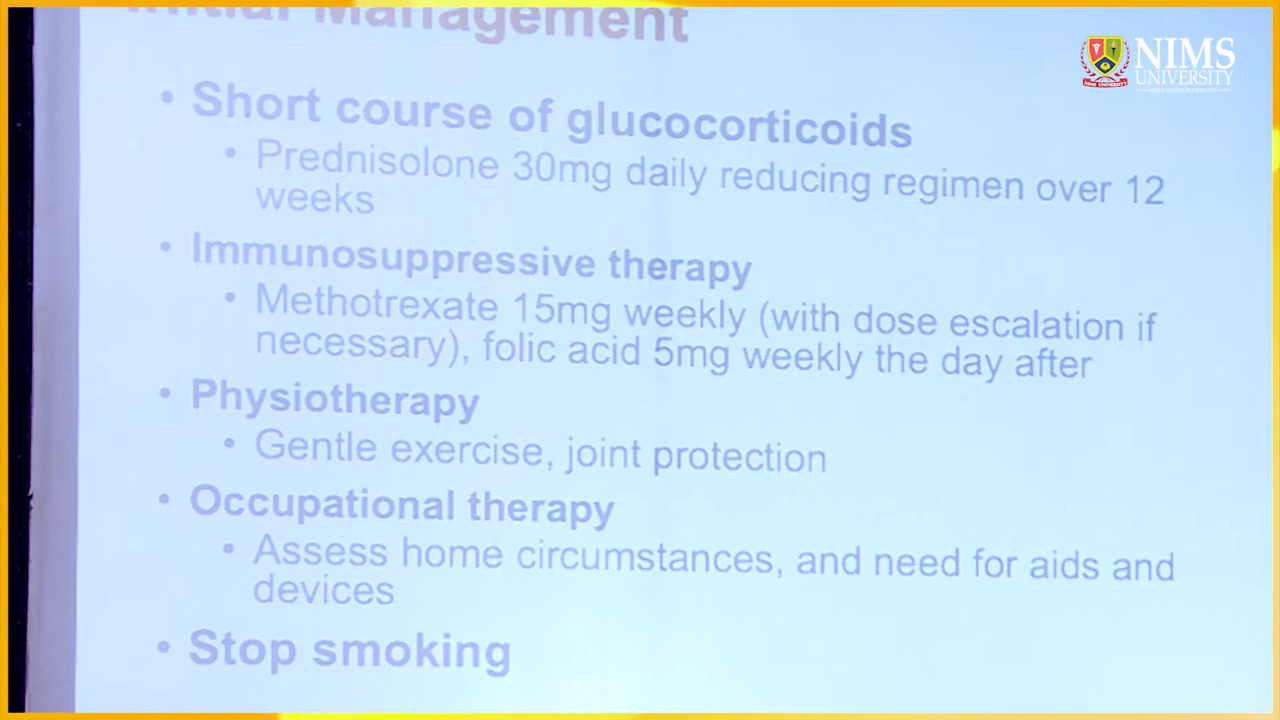 Initial Management
NIMS
UNIVERSITY
• Short course of glucocorticoids
• Prednisolone 30mg daily reducing regimen over 12
weeks
• Immunosuppressive therapy
• Methotrexate 15mg weekly (with dose escalation if
necessary), folic acid 5mg weekly the day after
• Physiotherapy
• Gentle exercise, joint protection
• Occupational therapy
• Assess home circumstances, and need for aids and
devices
• Stop smoking